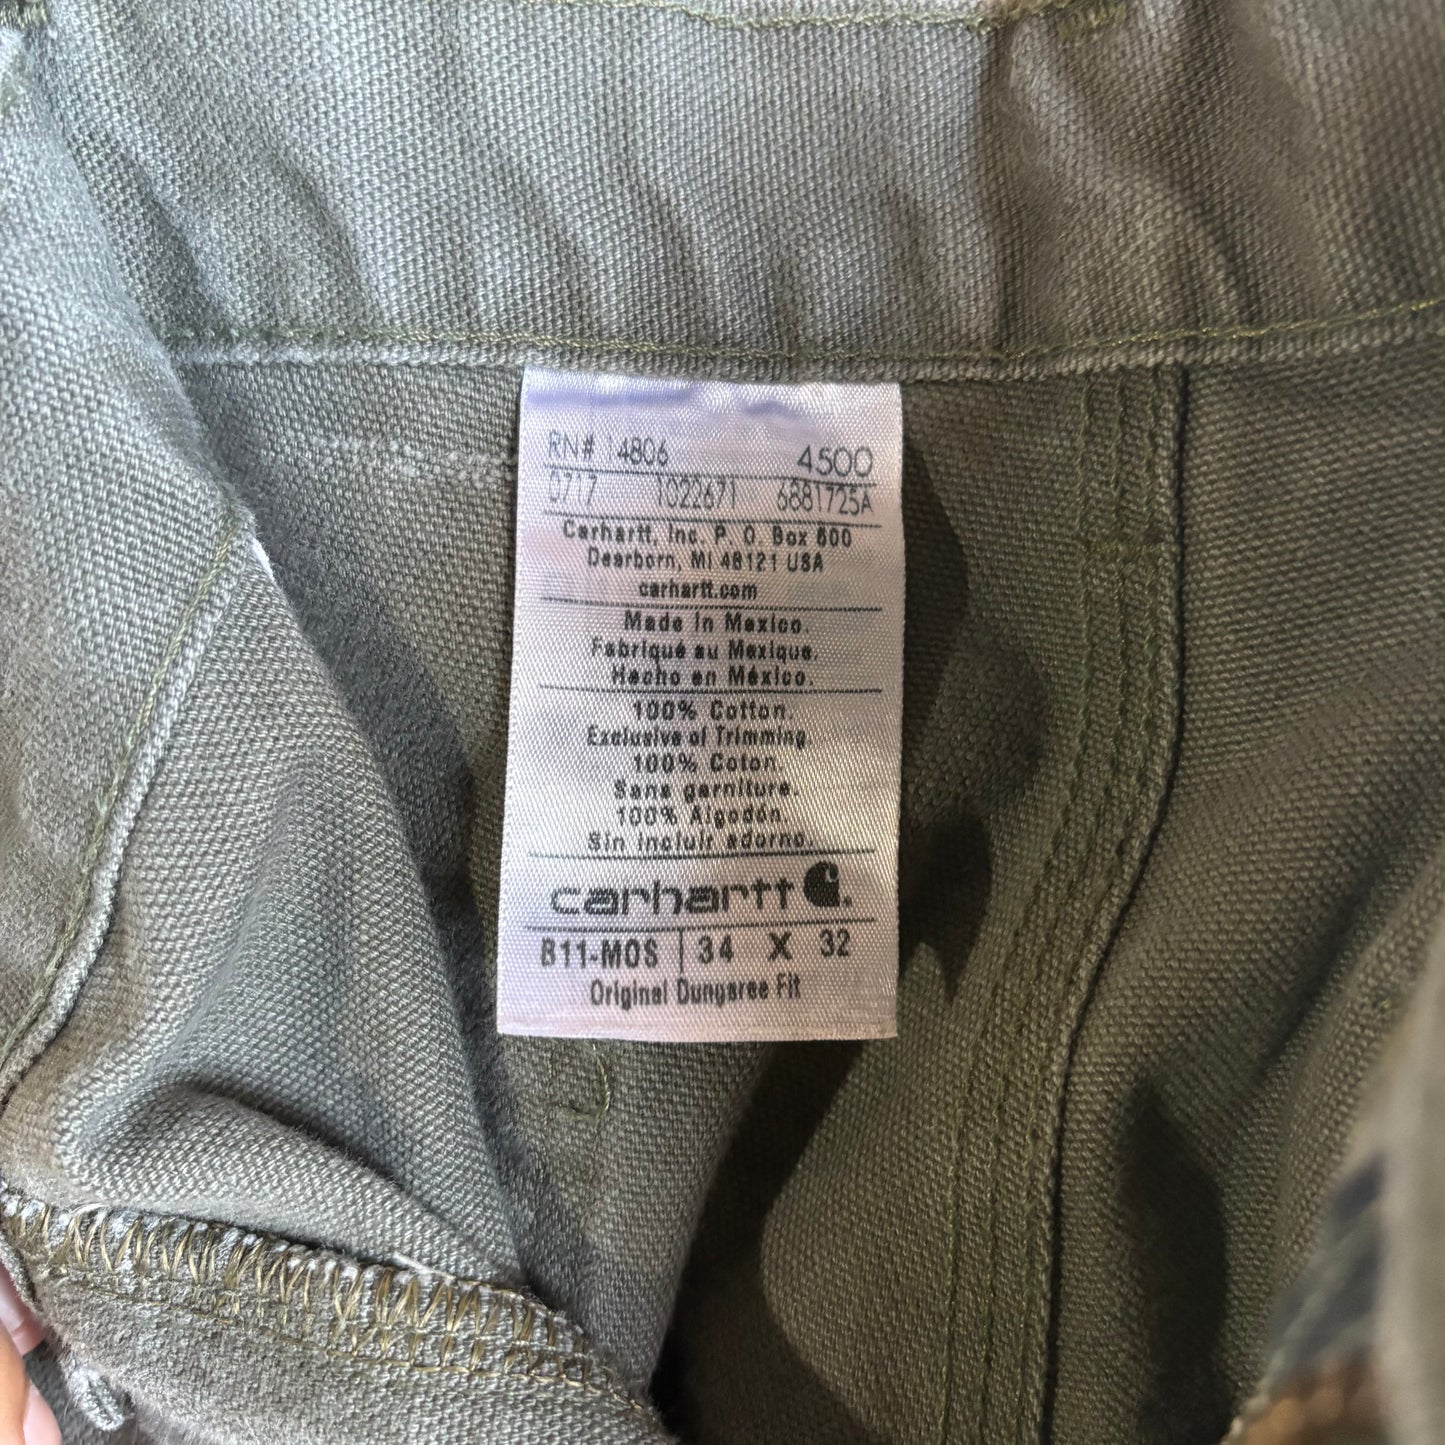 RN# 14806 4500
0717 1022671 6881725A
Carhartt, Inc. P. O. Box 600
Dearborn, MI 48121 USA
carhartt.com
Made in Mexico.
Fabriqué au Mexique.
Hecho en México.
100% Cotton.
Exclusive of Trimming
100% Coton.
Sans garniture.
100% Algodón.
Sin incluir adorno.
carhartt
B11-MOS 34 X 32
Original Dungaree Fit